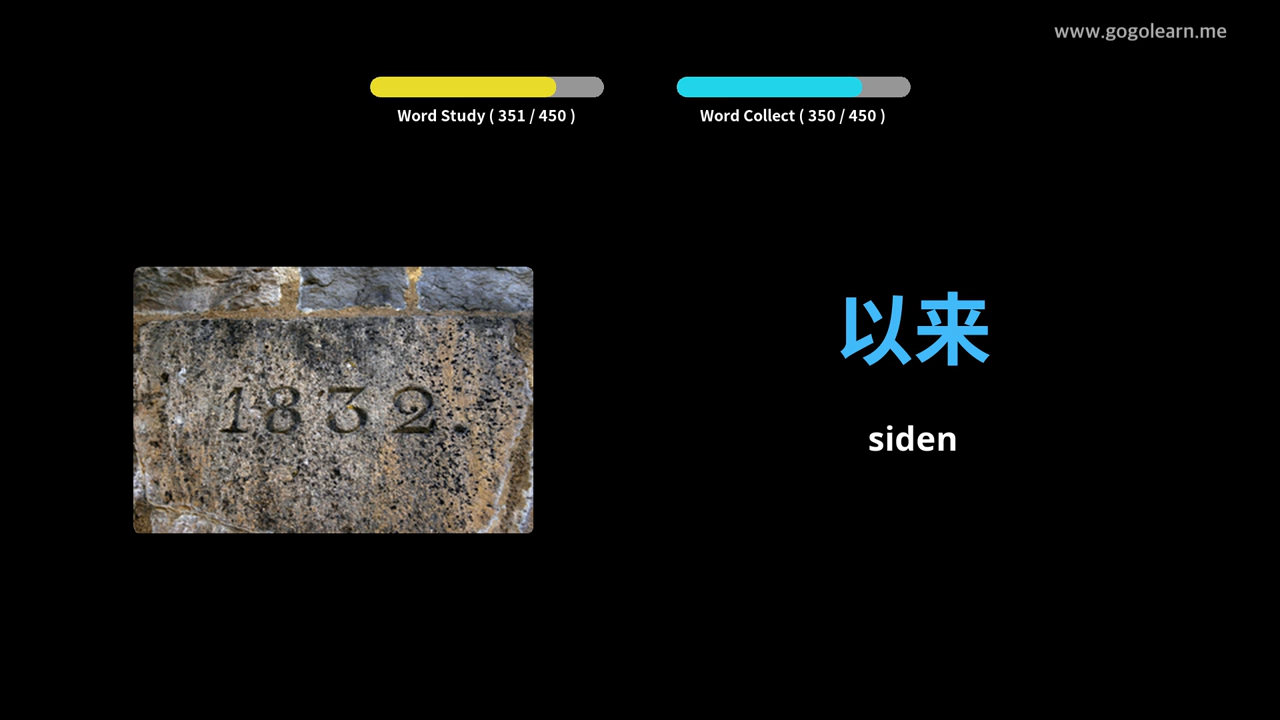 www.gogolearn.me
Word Study ( 351 / 450 )
Word Collect ( 350 / 450 )
1832.
以来
siden